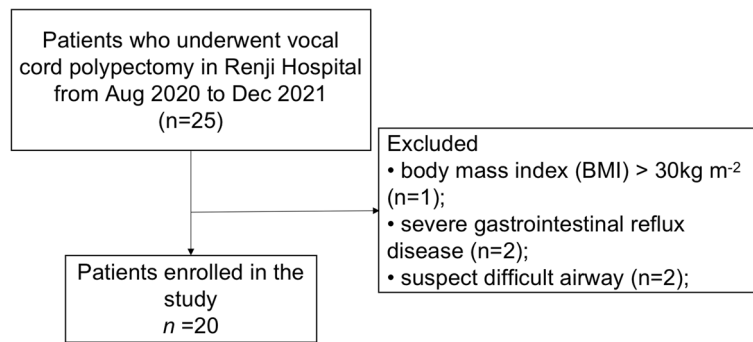 Patients who underwent vocal
cord polypectomy in Renji Hospital
from Aug 2020 to Dec 2021
(n=25)
Excluded
• body mass index (BMI) > 30kg m⁻²
(n=1);
• severe gastrointestinal reflux
disease (n=2);
• suspect difficult airway (n=2);
Patients enrolled in the
study
n =20